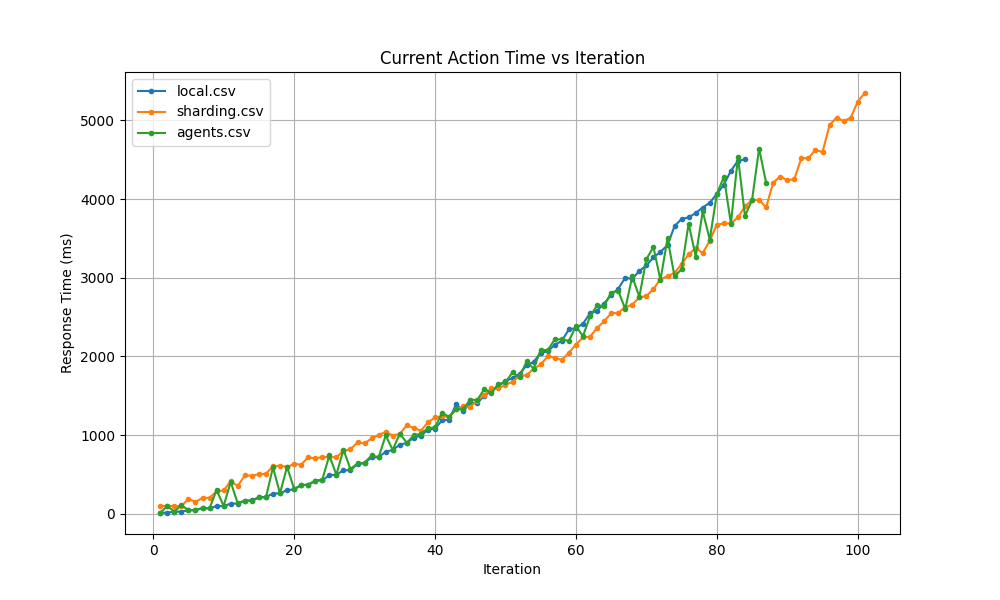 Current Action Time vs Iteration
local.csv
sharding.csv
agents.csv
Response Time (ms)
5000
4000
3000
2000
1000
0
0 20 40 60 80 100
Iteration